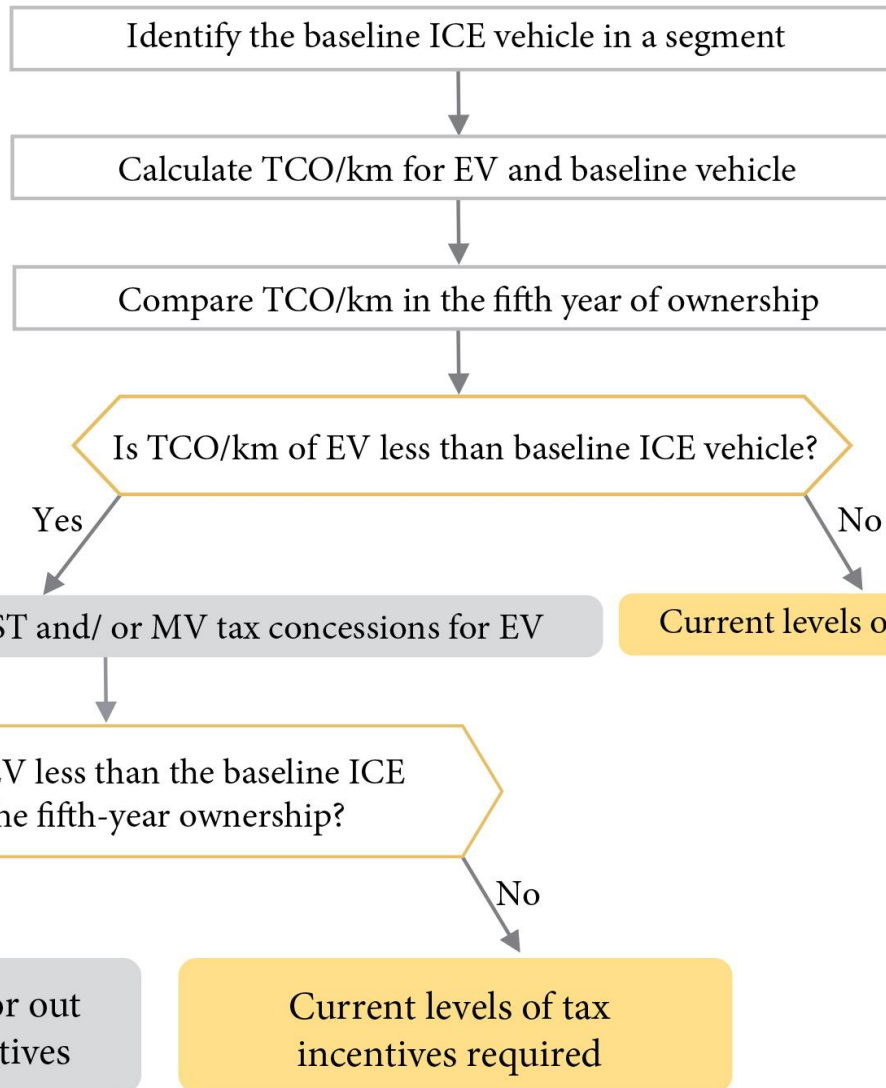 Identify the baseline ICE vehicle in a segment
Calculate TCO/km for EV and baseline vehicle
Compare TCO/km in the fifth year of ownership
Is TCO/km of EV less than baseline ICE vehicle?
Yes
No
ST and/ or MV tax concessions for EV
Current levels o
EV less than the baseline ICE
he fifth-year ownership?
No
or out
tives
Current levels of tax
incentives required